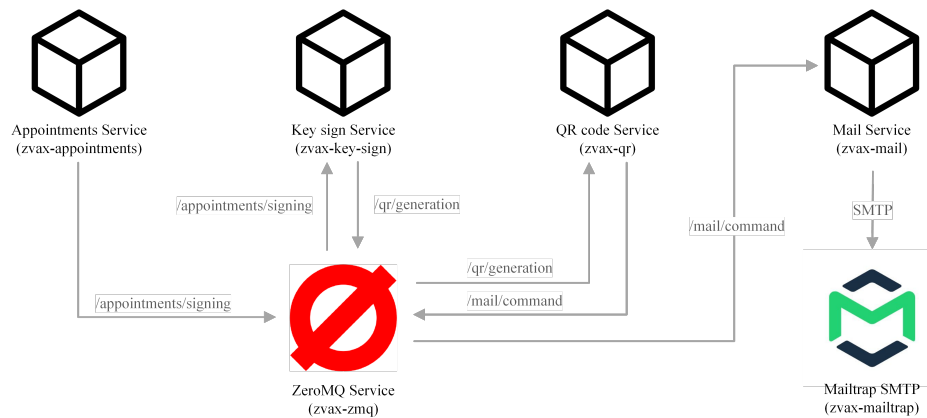 Appointments Service
(zvax-appointments)
Key sign Service
(zvax-key-sign)
QR code Service
(zvax-qr)
Mail Service
(zvax-mail)
/appointments/signing
/qr/generation
SMTP
/mail/command
/qr/generation
/appointments/signing
/mail/command
ZeroMQ Service
(zvax-zmq)
Mailtrap SMTP
(zvax-mailtrap)